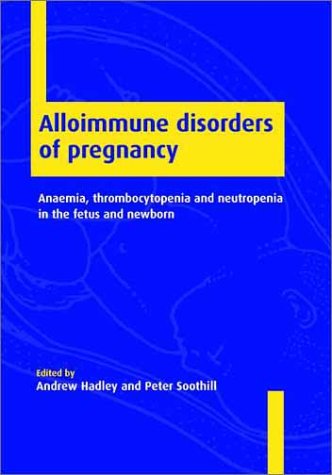 Alloimmune disorders
of pregnancy
Anaemia, thrombocytopenia and neutropenia
in the fetus and newborn
Edited by
Andrew Hadley and Peter Soothill